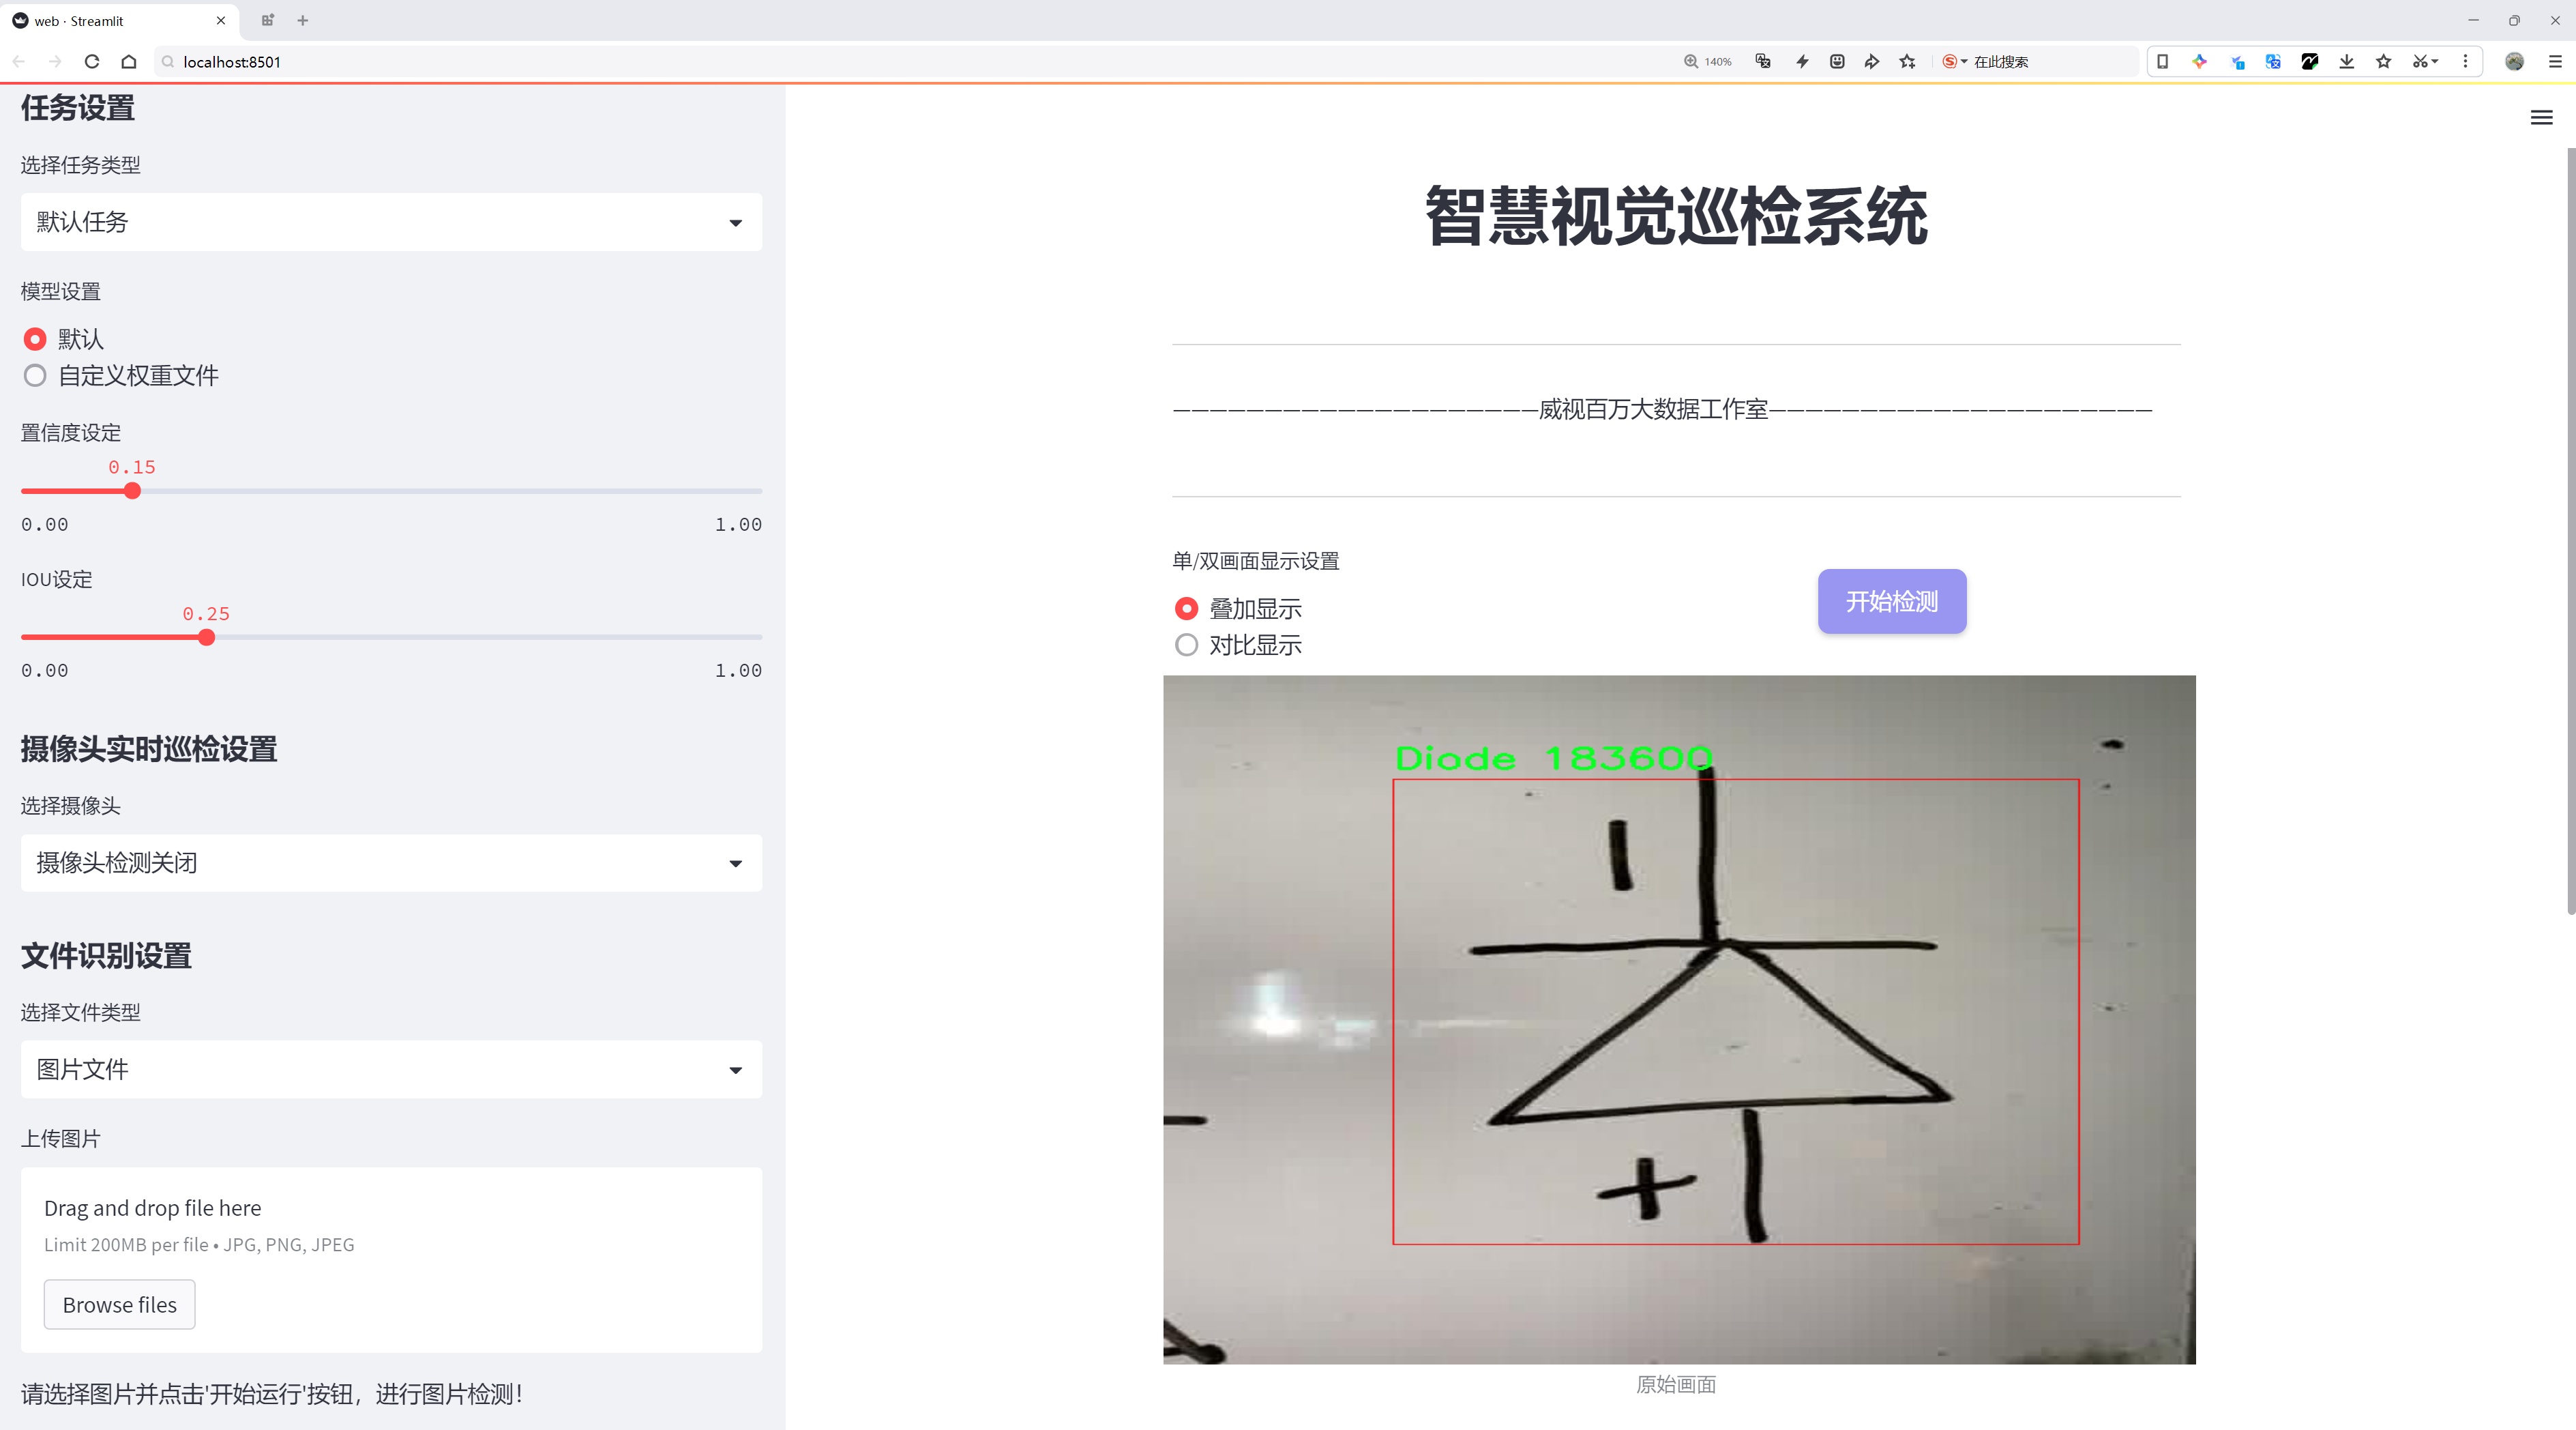 web · Streamlit
localhost:8501
140%
在此搜索
任务设置
选择任务类型
默认任务
模型设置
默认
自定义权重文件
置信度设定
0.15
0.00 1.00
IOU设定
0.25
0.00 1.00
摄像头实时巡检设置
选择摄像头
摄像头检测关闭
文件识别设置
选择文件类型
图片文件
上传图片
Drag and drop file here
Limit 200MB per file • JPG, PNG, JPEG
Browse files
请选择图片并点击'开始运行'按钮，进行图片检测！
智慧视觉巡检系统
—————————————————————威视百万大数据工作室—————————————————————
单/双画面显示设置
叠加显示
对比显示
开始检测
Diode 183600
+
原始画面